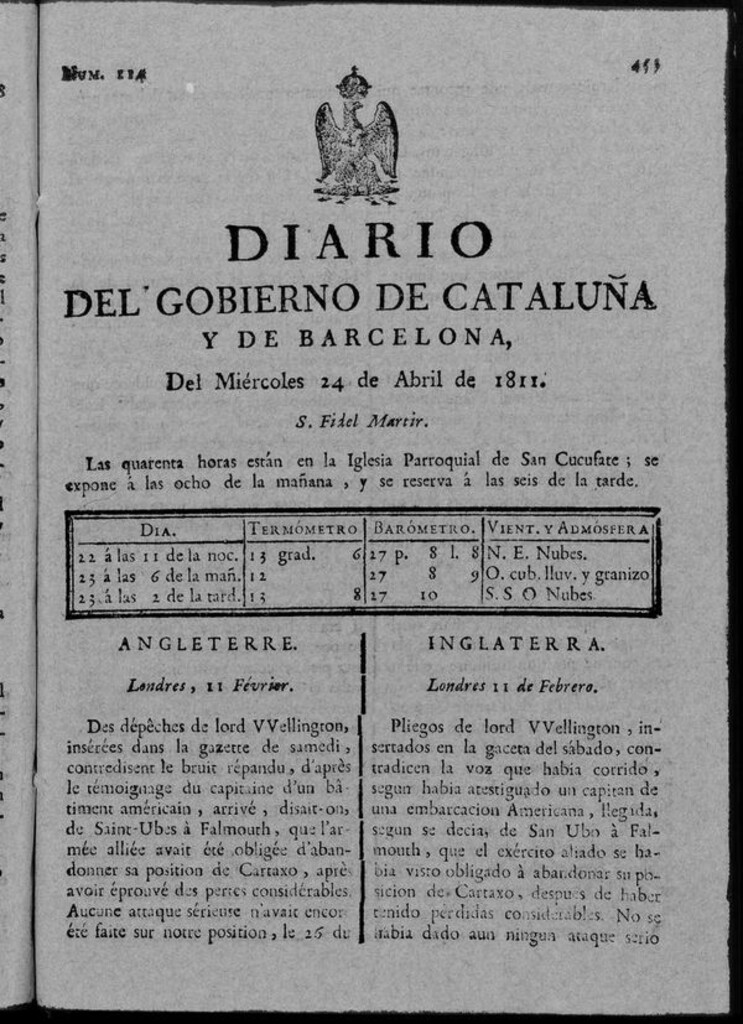 NUM. 114
453
DIARIO
DEL GOBIERNO DE CATALUÑA
Y DE BARCELONA,
Del Miércoles 24 de Abril de 1811.
S. Fidel Martir.
Las quarenta horas están en la Iglesia Parroquial de San Cucufate ; se
expone á las ocho de la mañana , y se reserva á las seis de la tarde.
DIA. TERMÓMETRO BARÓMETRO. VIENT. Y ADMÓSFERA
22 á las 11 de la noc. 13 grad. 6 27 p. 8 l. 8 N. E. Nubes.
23 á las 6 de la mañ. 12 27 8 9 O. cub. lluv. y granizo
23 á las 2 de la tard. 13 8 27 10 S. S O Nubes
ANGLETERRE.
Londres, 11 Février.
Des dépêches de lord VVellington,
insérées dans la gazette de samedi,
contredisent le bruit répandu, d'après
le témoignage du capitaine d'un bâ-
timent américain, arrivé, disait-on,
de Saint-Ubes à Falmouth, que l'ar-
mée alliée avait été obligée d'aban-
donner sa position de Cartaxo, après
avoir éprouvé des pertes considérables.
Aucune attaque sérieuse n'avait encor
été faite sur notre position, le 26 du
INGLATERRA.
Londres 11 de Febrero.
Pliegos de lord VVellington, in-
sertados en la gaceta del sábado, con-
tradicen la voz que habia corrido,
segun habia atestiguado un capitan de
una embarcacion Americana, llegida,
segun se decia, de San Ubo à Fal-
mouth, que el exército aliado se ha-
bia visto obligado à abandonar su po-
sicion de Cartaxo, despues de haber
tenido perdidas considerables. No se
habia dado aun ningun ataque serio